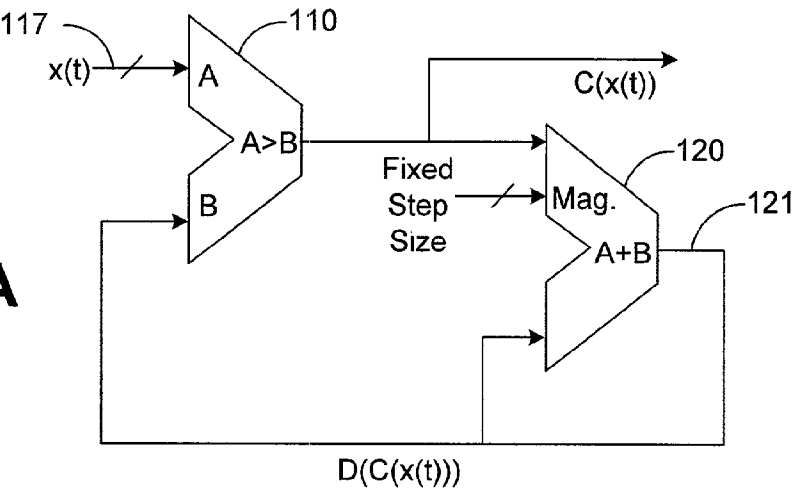 117
110
x(t)
A
A>B
B
C(x(t))
Fixed
Step
Size
Mag.
120
121
A+B
A
D(C(x(t)))